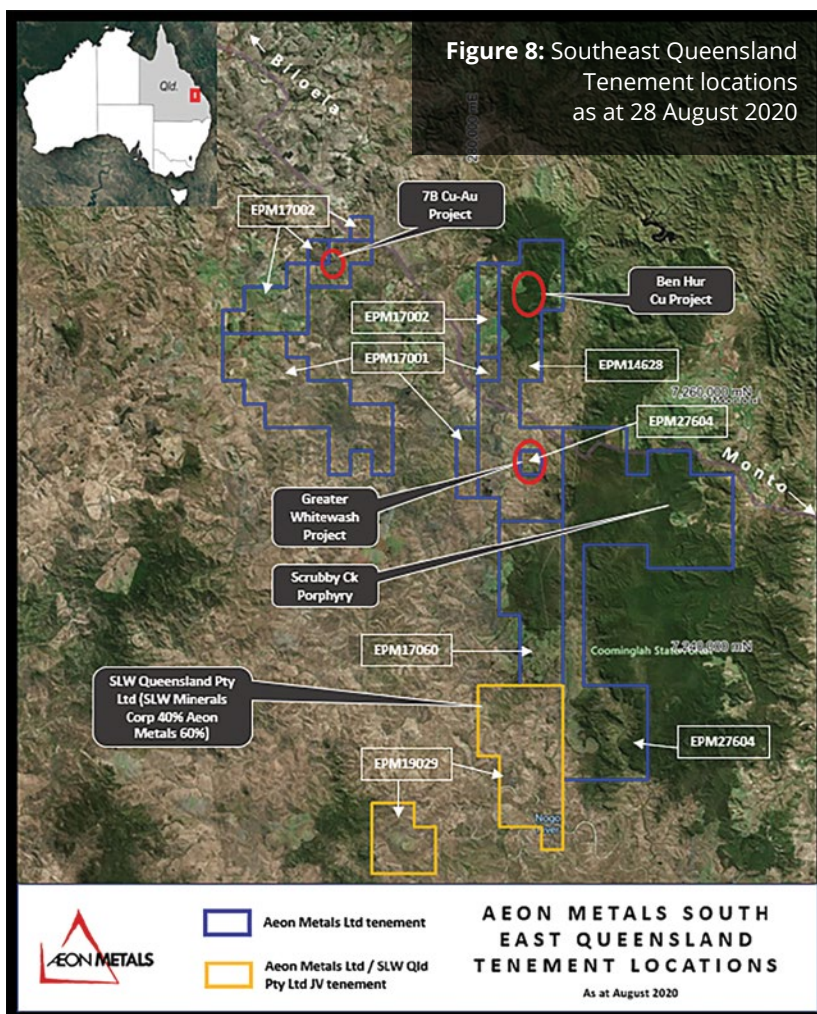 Figure 8: Southeast Queensland
Tenement locations
as at 28 August 2020
Qld.
Biloela
EPM17002
7B Cu-Au
Project
Ben Hur
Cu Project
EPM17002
EPM17001
EPM14628
7,260,000 mN
EPM27604
Monto
Greater
Whitewash
Project
Scrubby Ck
Porphyry
EPM17060
7,240,000 mN
SLW Queensland Pty
Ltd (SLW Minerals
Corp 40% Aeon
Metals 60%)
EPM27604
EPM19029
Nogo
AEON METALS
Aeon Metals Ltd tenement
Aeon Metals Ltd / SLW Qld
Pty Ltd JV tenement
AEON METALS SOUTH
EAST QUEENSLAND
TENEMENT LOCATIONS
As at August 2020